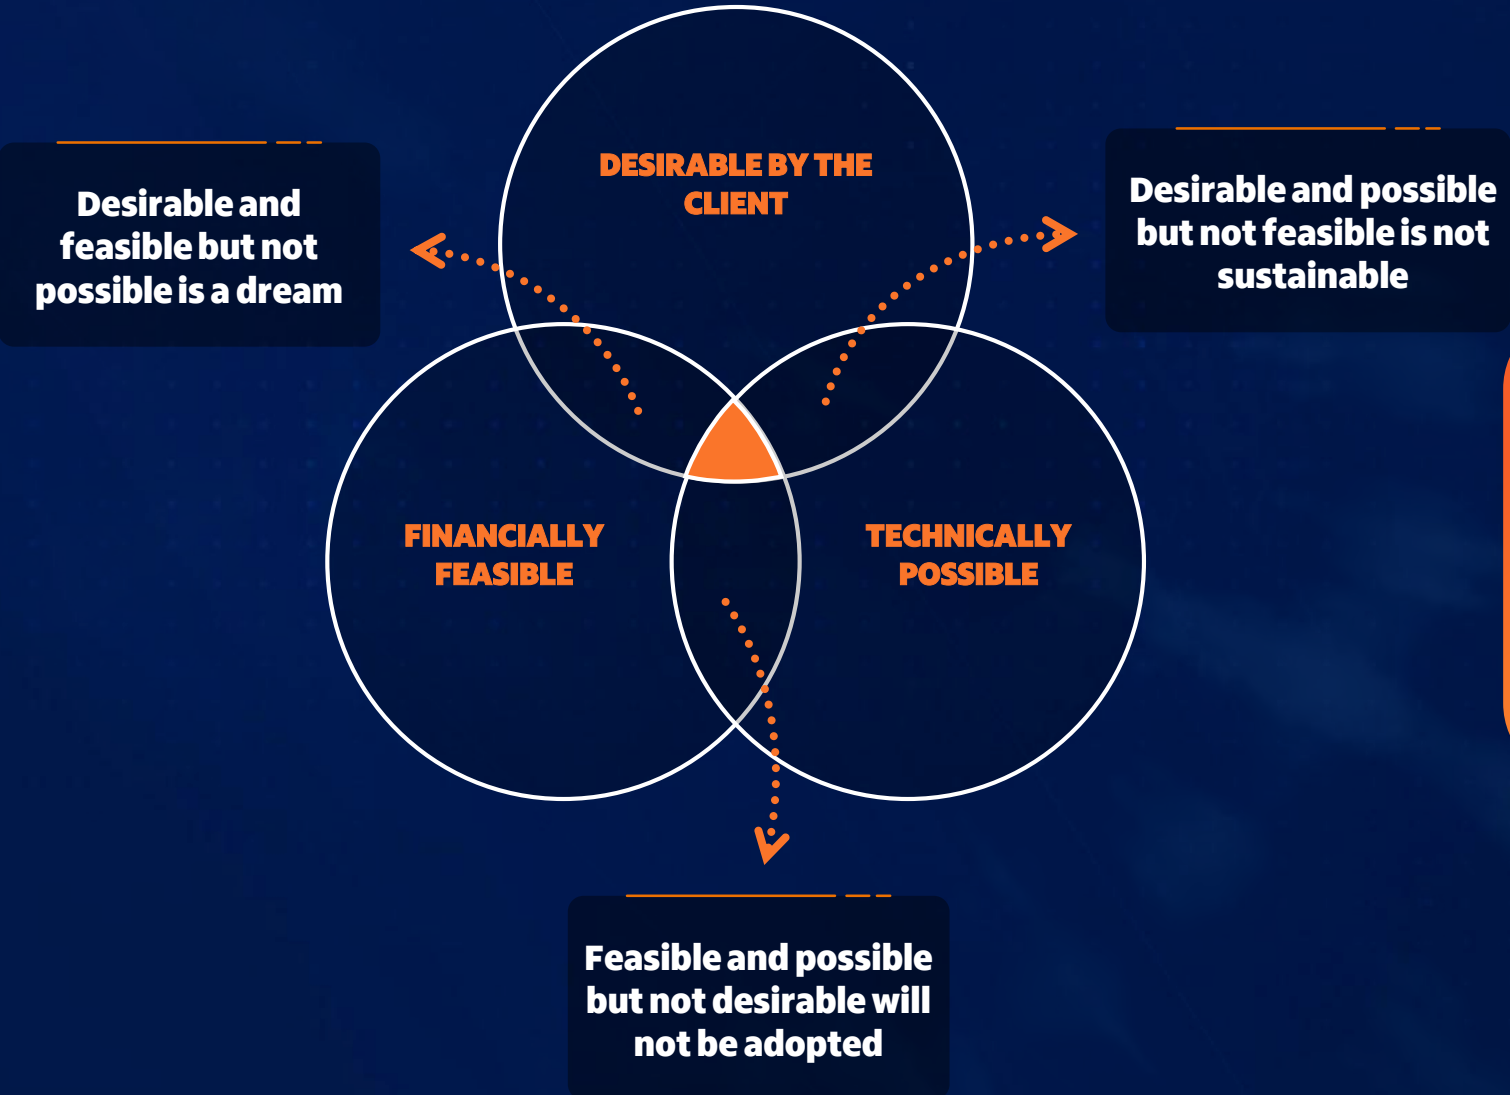 DESIRABLE BY THE
CLIENT
Desirable and
feasible but not
possible is a dream
Desirable and possible
but not feasible is not
sustainable
FINANCIALLY
FEASIBLE
TECHNICALLY
POSSIBLE
Feasible and possible
but not desirable will
not be adopted